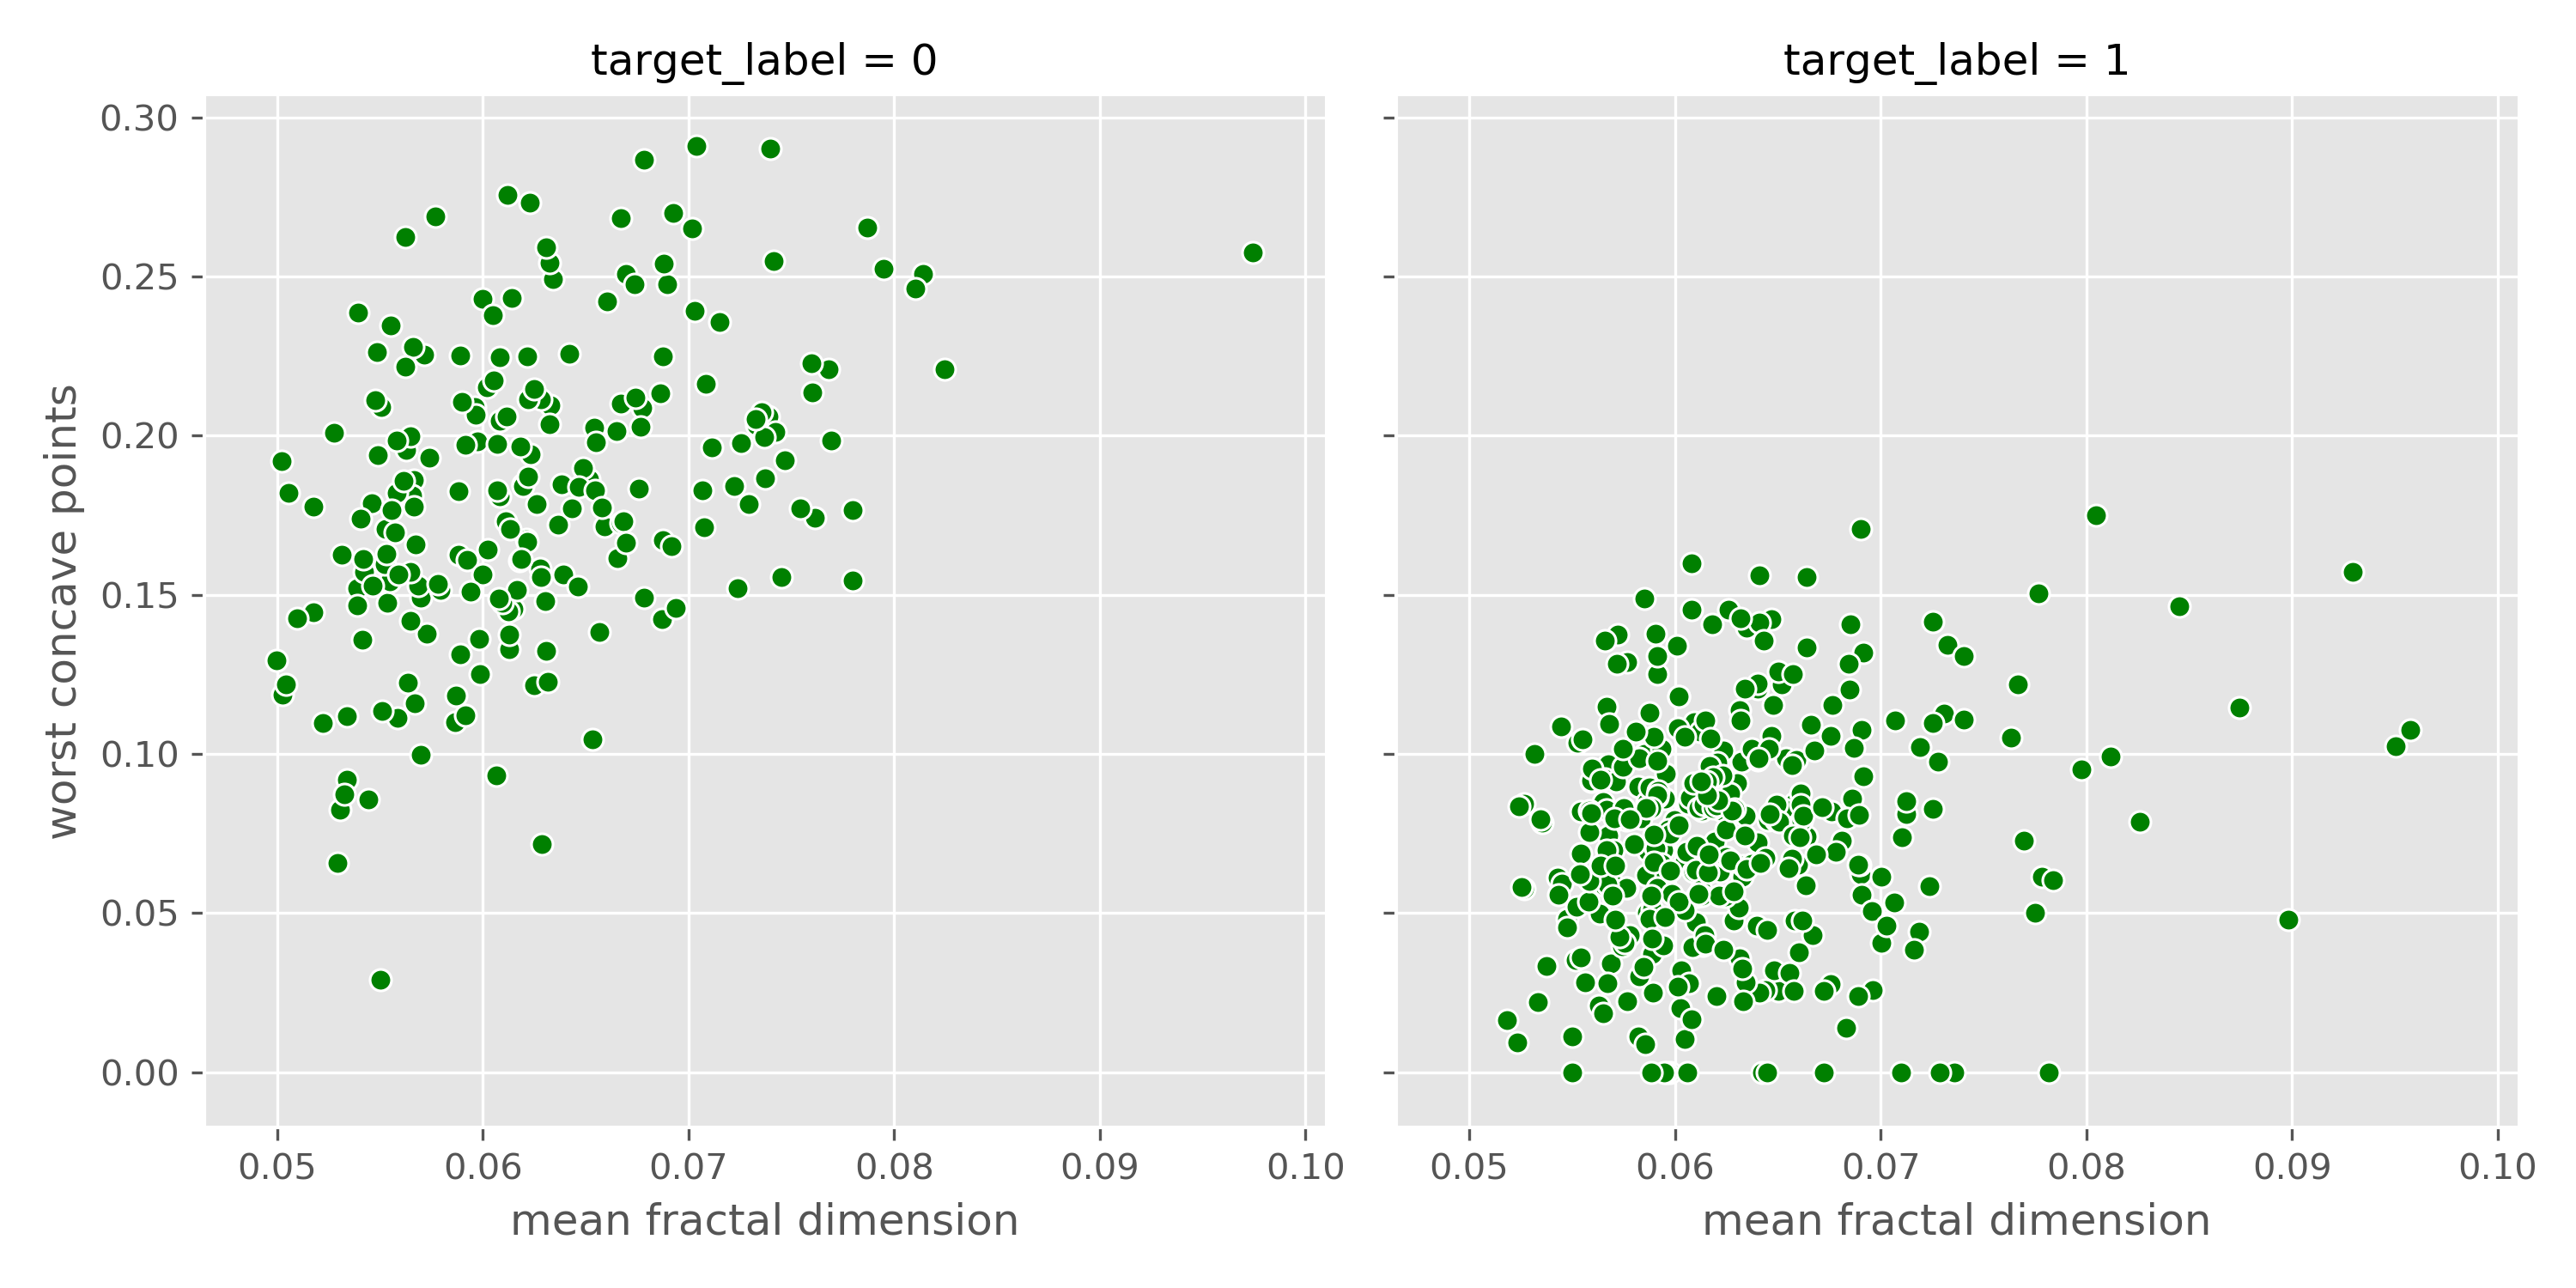 target_label = 0
target_label = 1
0.30
0.25
0.20
0.15
0.10
0.05
0.00
worst concave points
0.05 0.06 0.07 0.08 0.09 0.10
0.05 0.06 0.07 0.08 0.09 0.10
mean fractal dimension
mean fractal dimension